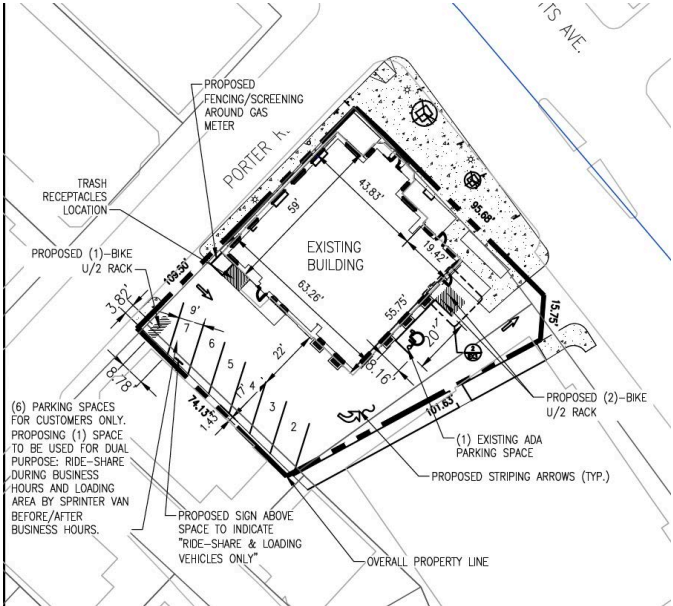 TS AVE.
PROPOSED
FENCING/SCREENING
AROUND GAS
METER
PORTER R
TRASH
RECEPTACLES
LOCATION
PROPOSED (1)-BIKE
U/2 RACK
109.50'
59'
43.83'
95.68'
EXISTING
BUILDING
19.42'
63.26'
55.75'
15.75'
3.82'
9'
7
6
5
4
3
2
22'
17'
8.16'
20'
8.78
74.13'
1.42'
101.63'
PROPOSED (2)-BIKE
U/2 RACK
(1) EXISTING ADA
PARKING SPACE
PROPOSED STRIPING ARROWS (TYP.)
(6) PARKING SPACES
FOR CUSTOMERS ONLY.
PROPOSING (1) SPACE
TO BE USED FOR DUAL
PURPOSE: RIDE-SHARE
DURING BUSINESS
HOURS AND LOADING
AREA BY SPRINTER VAN
BEFORE/AFTER
BUSINESS HOURS.
PROPOSED SIGN ABOVE
SPACE TO INDICATE
"RIDE-SHARE & LOADING
VEHICLES ONLY"
OVERALL PROPERTY LINE